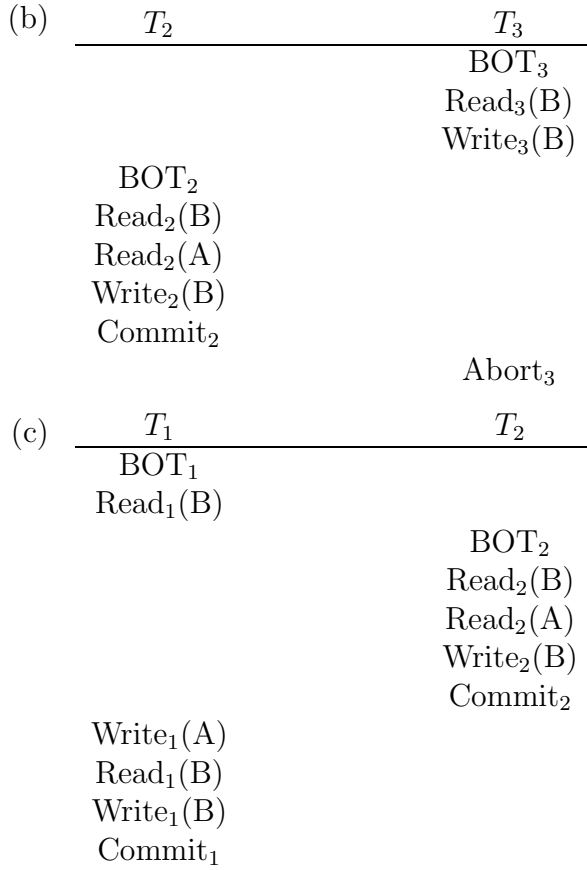 (b) T₂ T₃
BOT₃
Read₃(B)
Write₃(B)
BOT₂
Read₂(B)
Read₂(A)
Write₂(B)
Commit₂
Abort₃
(c) T₁ T₂
BOT₁
Read₁(B)
BOT₂
Read₂(B)
Read₂(A)
Write₂(B)
Commit₂
Write₁(A)
Read₁(B)
Write₁(B)
Commit₁